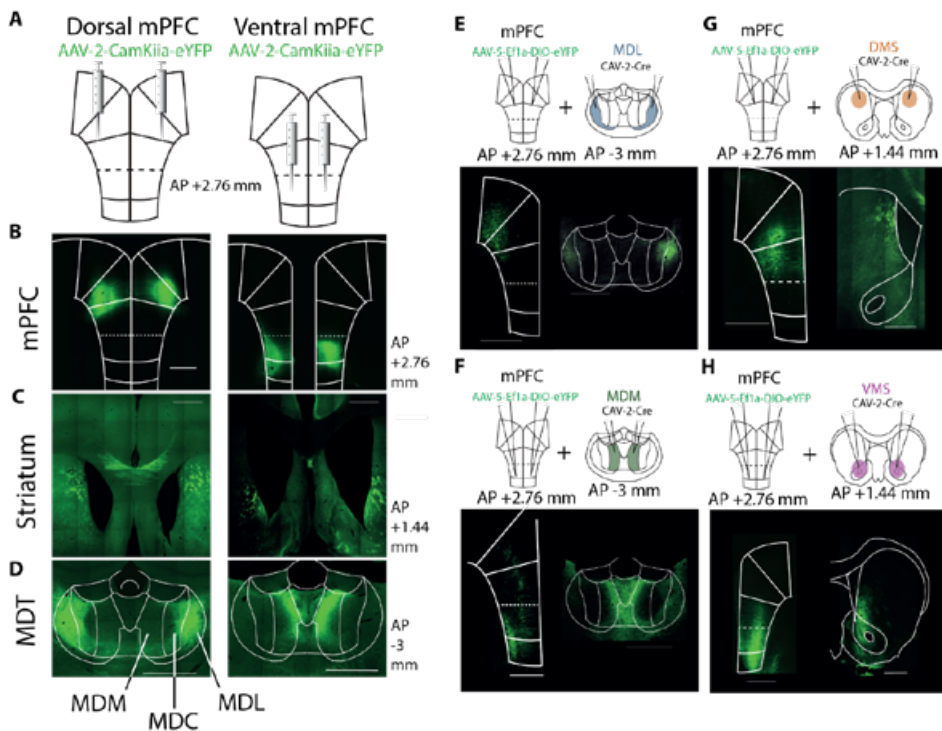 A
Dorsal mPFC
AAV-2-CamKiia-eYFP
Ventral mPFC
AAV-2-CamKiia-eYFP
AP +2.76 mm
B
mPFC
AP
+2.76
mm
C
Striatum
AP
+1.44
mm
D
MDT
AP
-3
mm
MDM
MDC
MDL
E
mPFC
AAV-5-Ef1a-DIO-eYFP
+
MDL
CAV-2-Cre
AP +2.76 mm
AP -3 mm
F
mPFC
AAV-5-Ef1a-DIO-eYFP
+
MDM
CAV-2-Cre
AP +2.76 mm
AP -3 mm
G
mPFC
AAV-5-Ef1a-DIO-eYFP
+
DMS
CAV-2-Cre
AP +2.76 mm
AP +1.44 mm
H
mPFC
AAV-5-Ef1a-DIO-eYFP
+
VMS
CAV-2-Cre
AP +2.76 mm
AP +1.44 mm